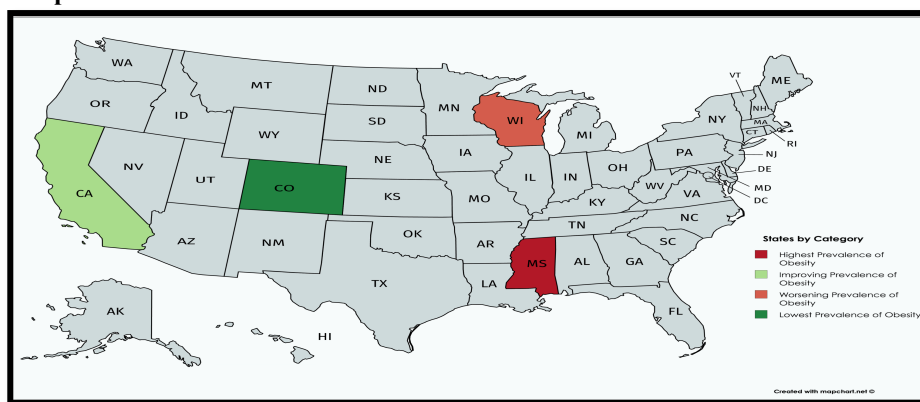 WA
MT
ND
MN
OR
ID
WY
SD
WI
MI
VT
ME
NH
NY
MA
CT
RI
CA
NV
UT
CO
NE
IA
IL
IN
OH
PA
NJ
DE
MD
DC
KS
MO
KY
WV
VA
AZ
NM
OK
AR
TN
NC
SC
TX
LA
MS
AL
GA
FL
AK
HI
States by Category
Highest Prevalence of
Obesity
Improving Prevalence of
Obesity
Worsening Prevalence of
Obesity
Lowest Prevalence of Obesity
Created with mapchart.net ©